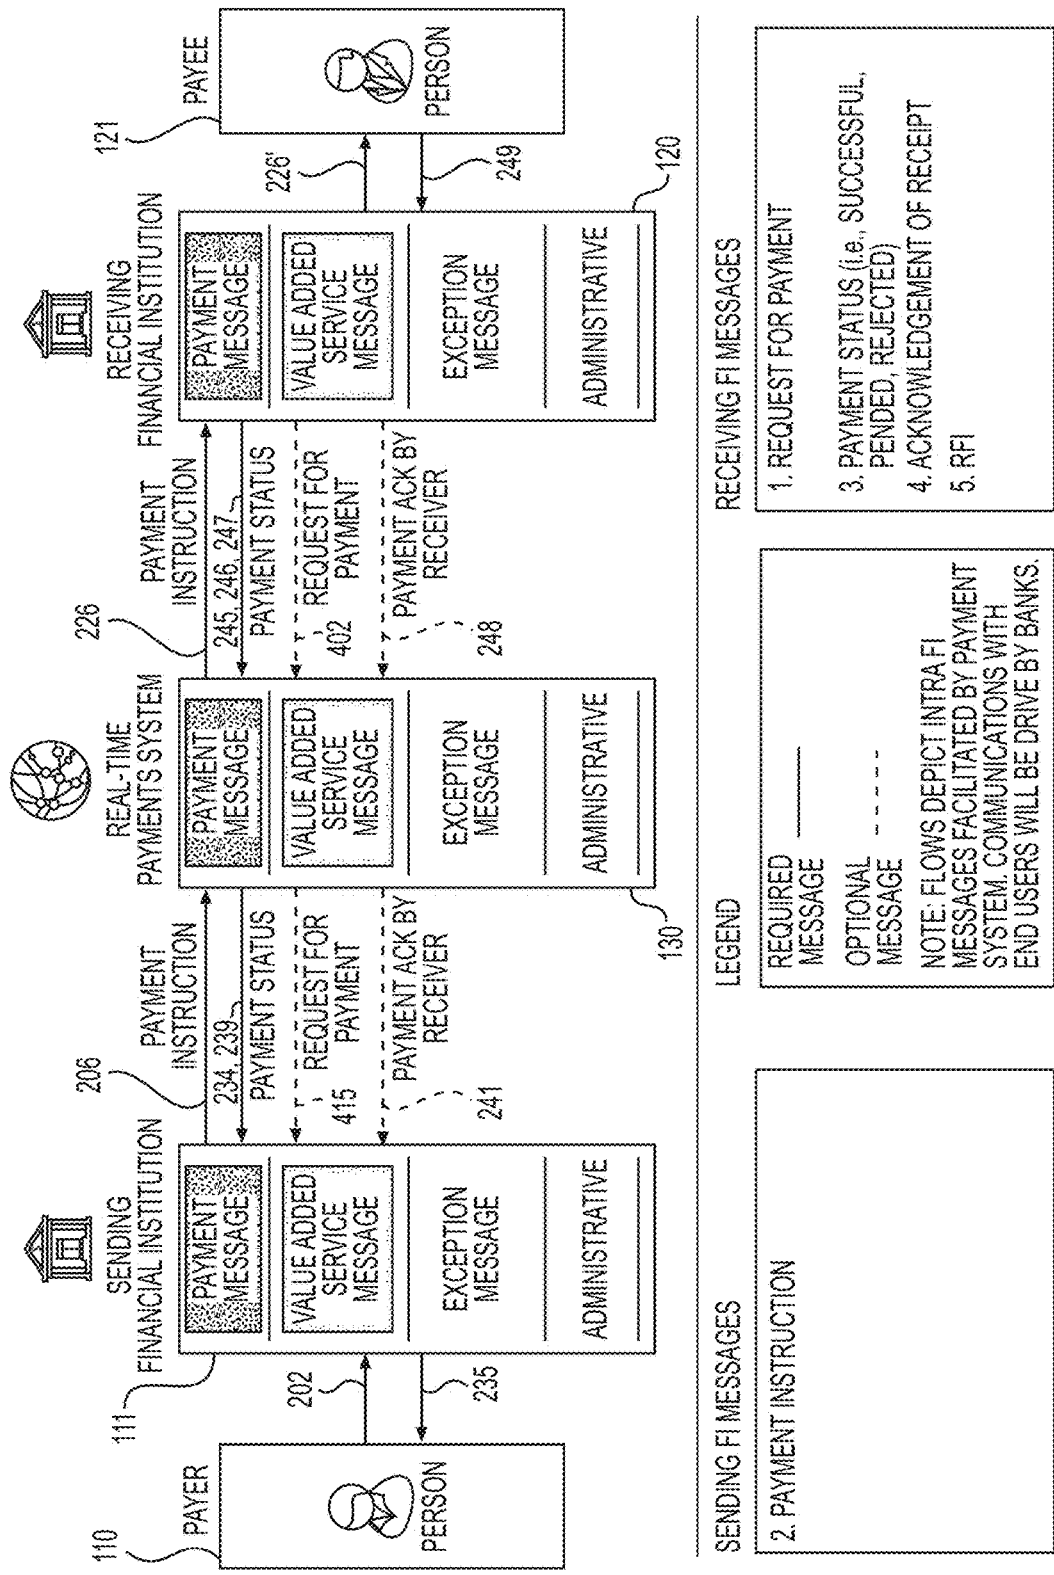 PAYER
110
PERSON
202
235
SENDING
FINANCIAL INSTITUTION
111
PAYMENT
MESSAGE
VALUE ADDED
SERVICE
MESSAGE
EXCEPTION
MESSAGE
ADMINISTRATIVE
206
PAYMENT
INSTRUCTION
234, 239
PAYMENT STATUS
REQUEST FOR
PAYMENT
415
PAYMENT ACK BY
RECEIVER
241
REAL-TIME
PAYMENTS SYSTEM
PAYMENT
MESSAGE
VALUE ADDED
SERVICE
MESSAGE
EXCEPTION
MESSAGE
ADMINISTRATIVE
130
226
PAYMENT
INSTRUCTION
245, 246, 247
PAYMENT STATUS
REQUEST FOR
PAYMENT
402
PAYMENT ACK BY
RECEIVER
248
RECEIVING
FINANCIAL INSTITUTION
PAYMENT
MESSAGE
VALUE ADDED
SERVICE
MESSAGE
EXCEPTION
MESSAGE
ADMINISTRATIVE
120
226'
249
PAYEE
121
PERSON
SENDING FI MESSAGES
2. PAYMENT INSTRUCTION
LEGEND
REQUIRED
MESSAGE
OPTIONAL
MESSAGE
NOTE: FLOWS DEPICT INTRA FI
MESSAGES FACILITATED BY PAYMENT
SYSTEM. COMMUNICATIONS WITH
END USERS WILL BE DRIVE BY BANKS.
RECEIVING FI MESSAGES
1. REQUEST FOR PAYMENT
3. PAYMENT STATUS (i.e., SUCCESSFUL,
PENDED, REJECTED)
4. ACKNOWLEDGEMENT OF RECEIPT
5. RFI